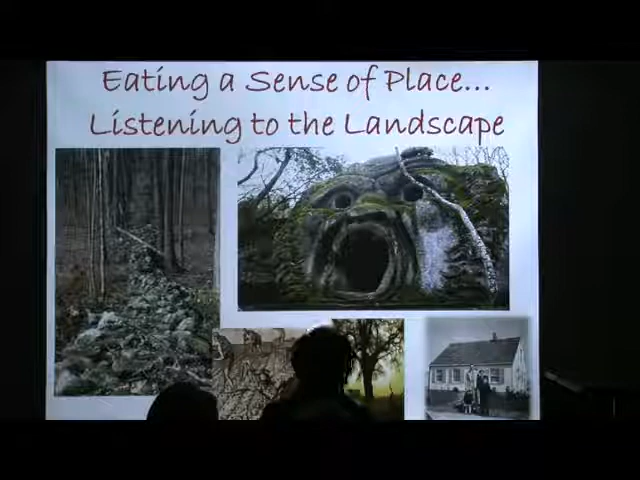 Eating a Sense of Place...
Listening to the Landscape